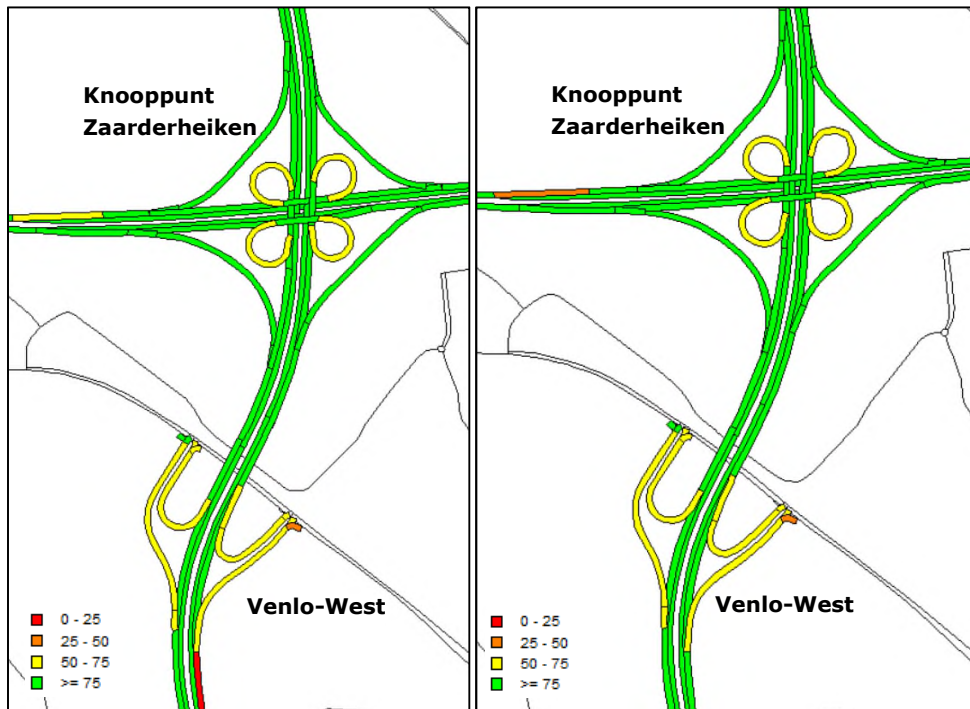 Knooppunt
Zaarderheiken
Venlo-West
0 - 25
25 - 50
50 - 75
>= 75
Knooppunt
Zaarderheiken
Venlo-West
0 - 25
25 - 50
50 - 75
>= 75